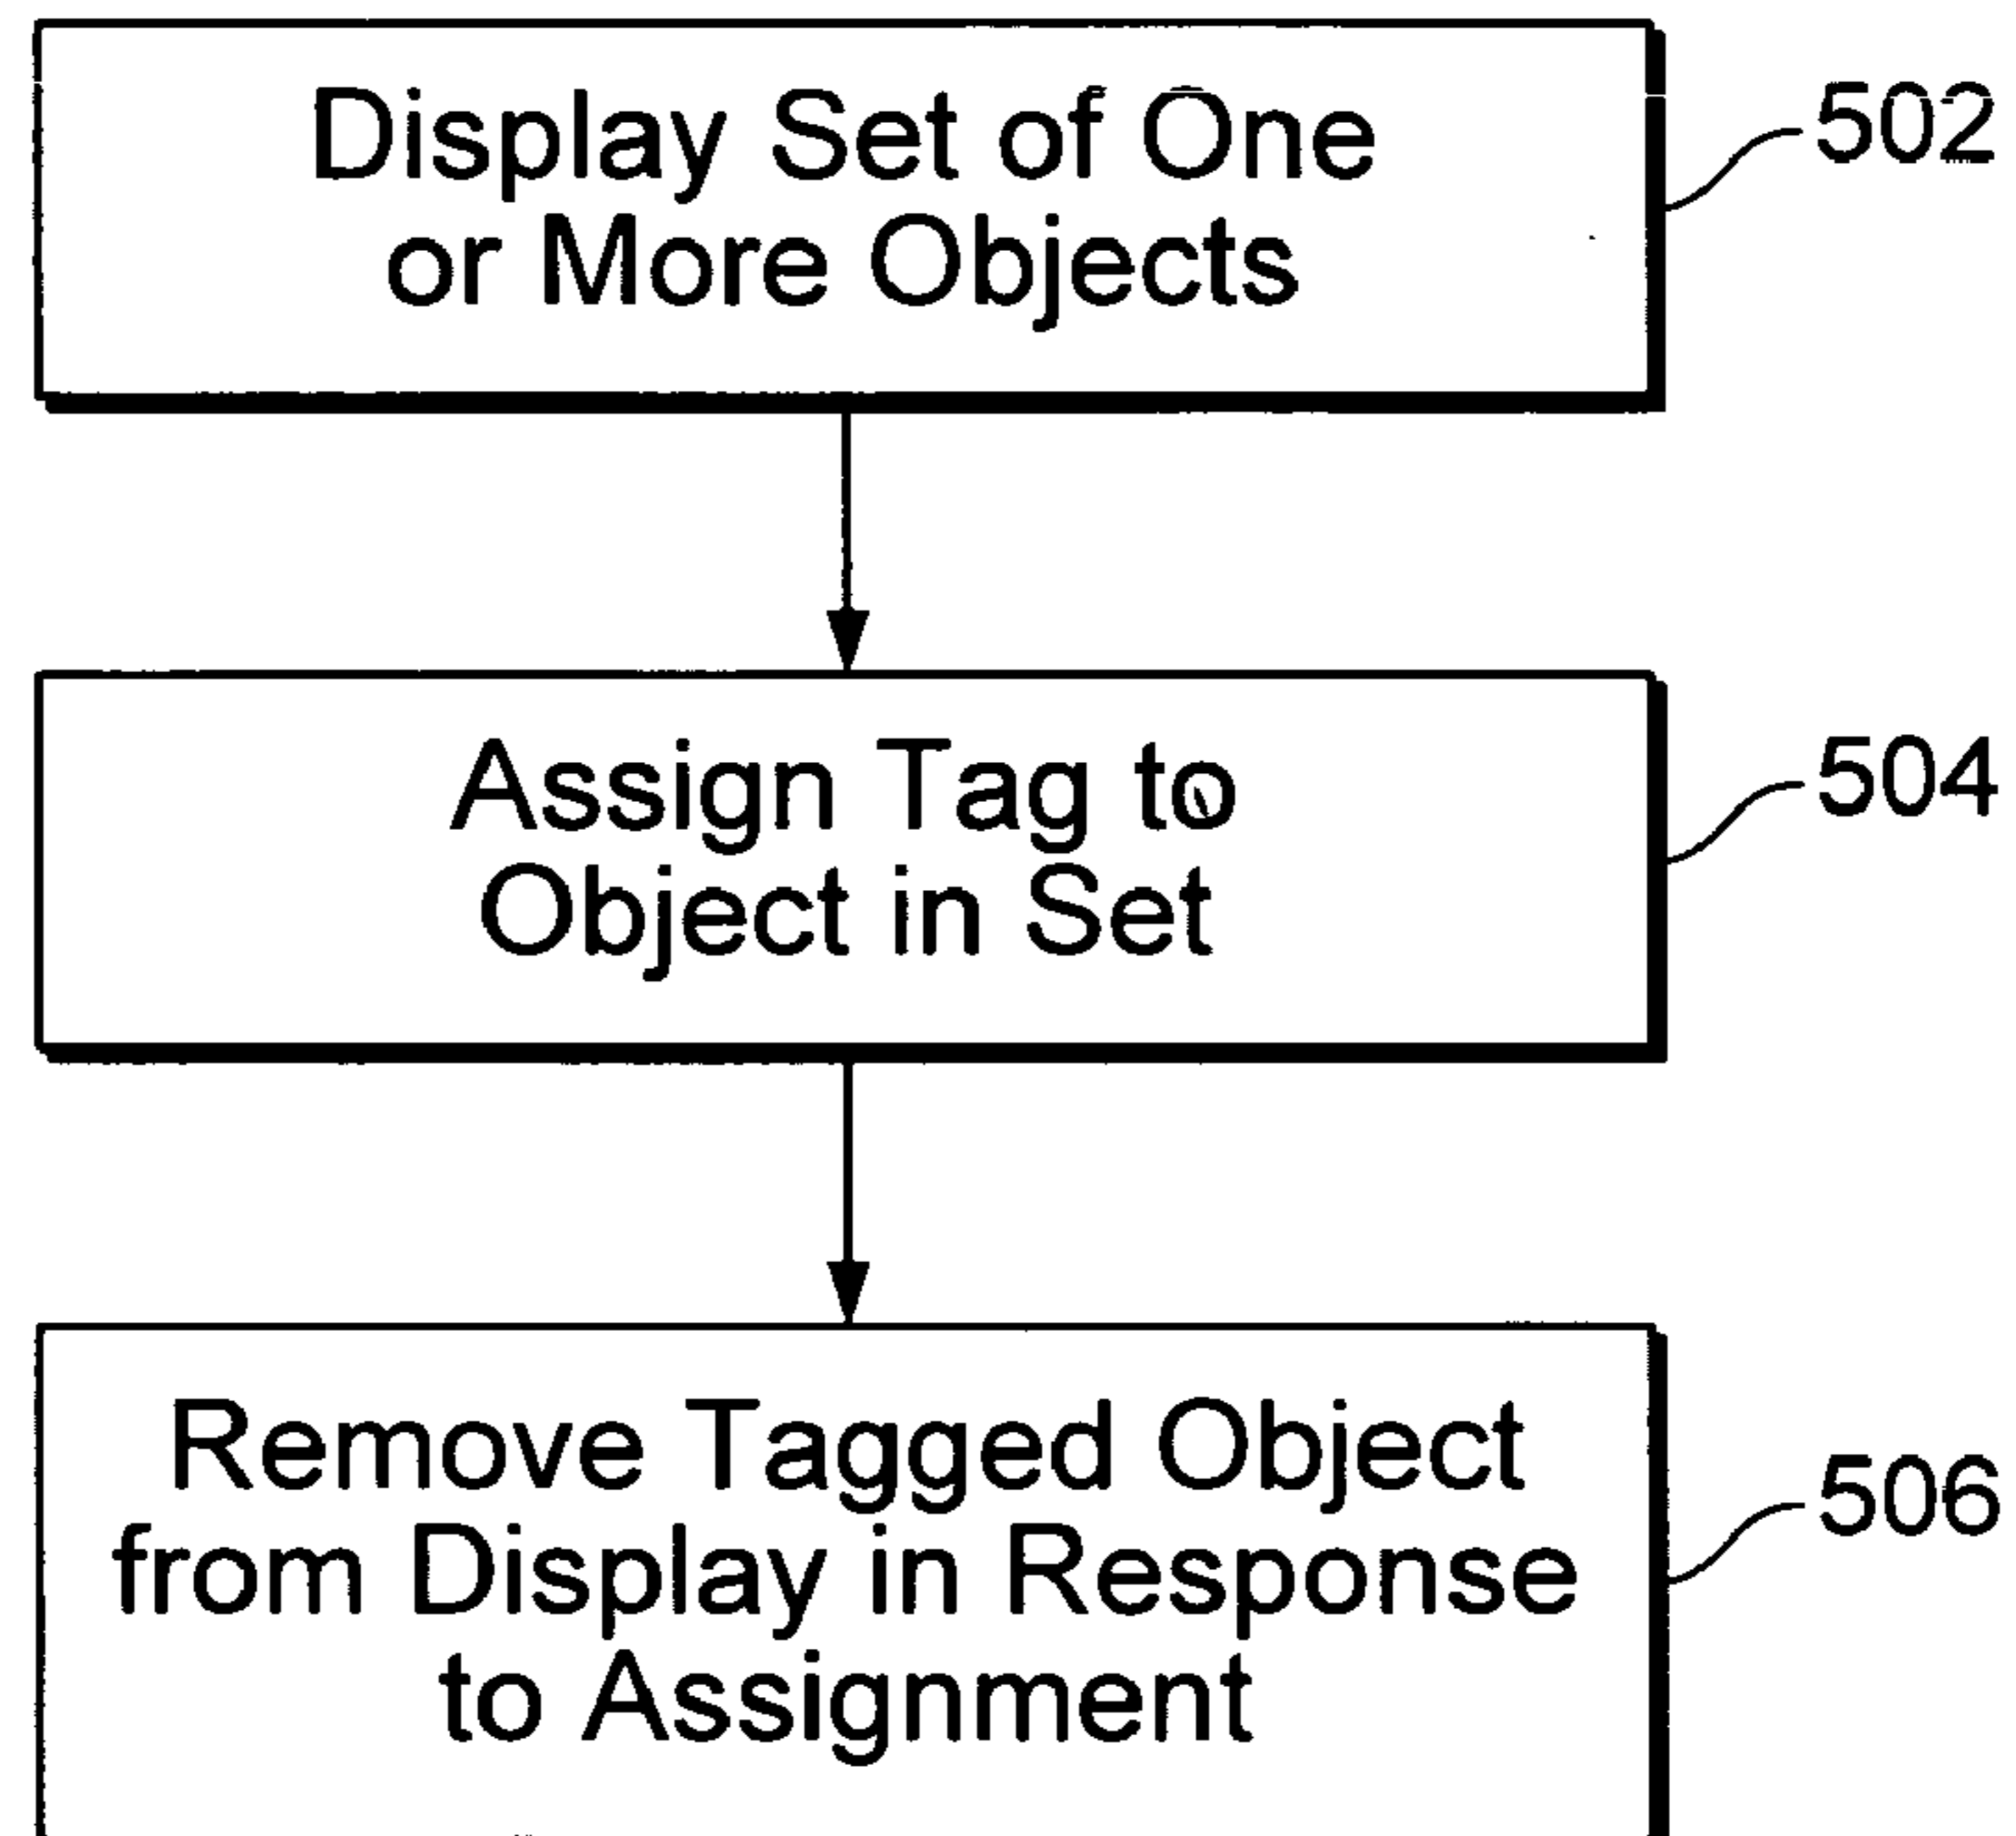 Display Set of One
or More Objects
502
Assign Tag to
Object in Set
504
Remove Tagged Object
from Display in Response
to Assignment
506